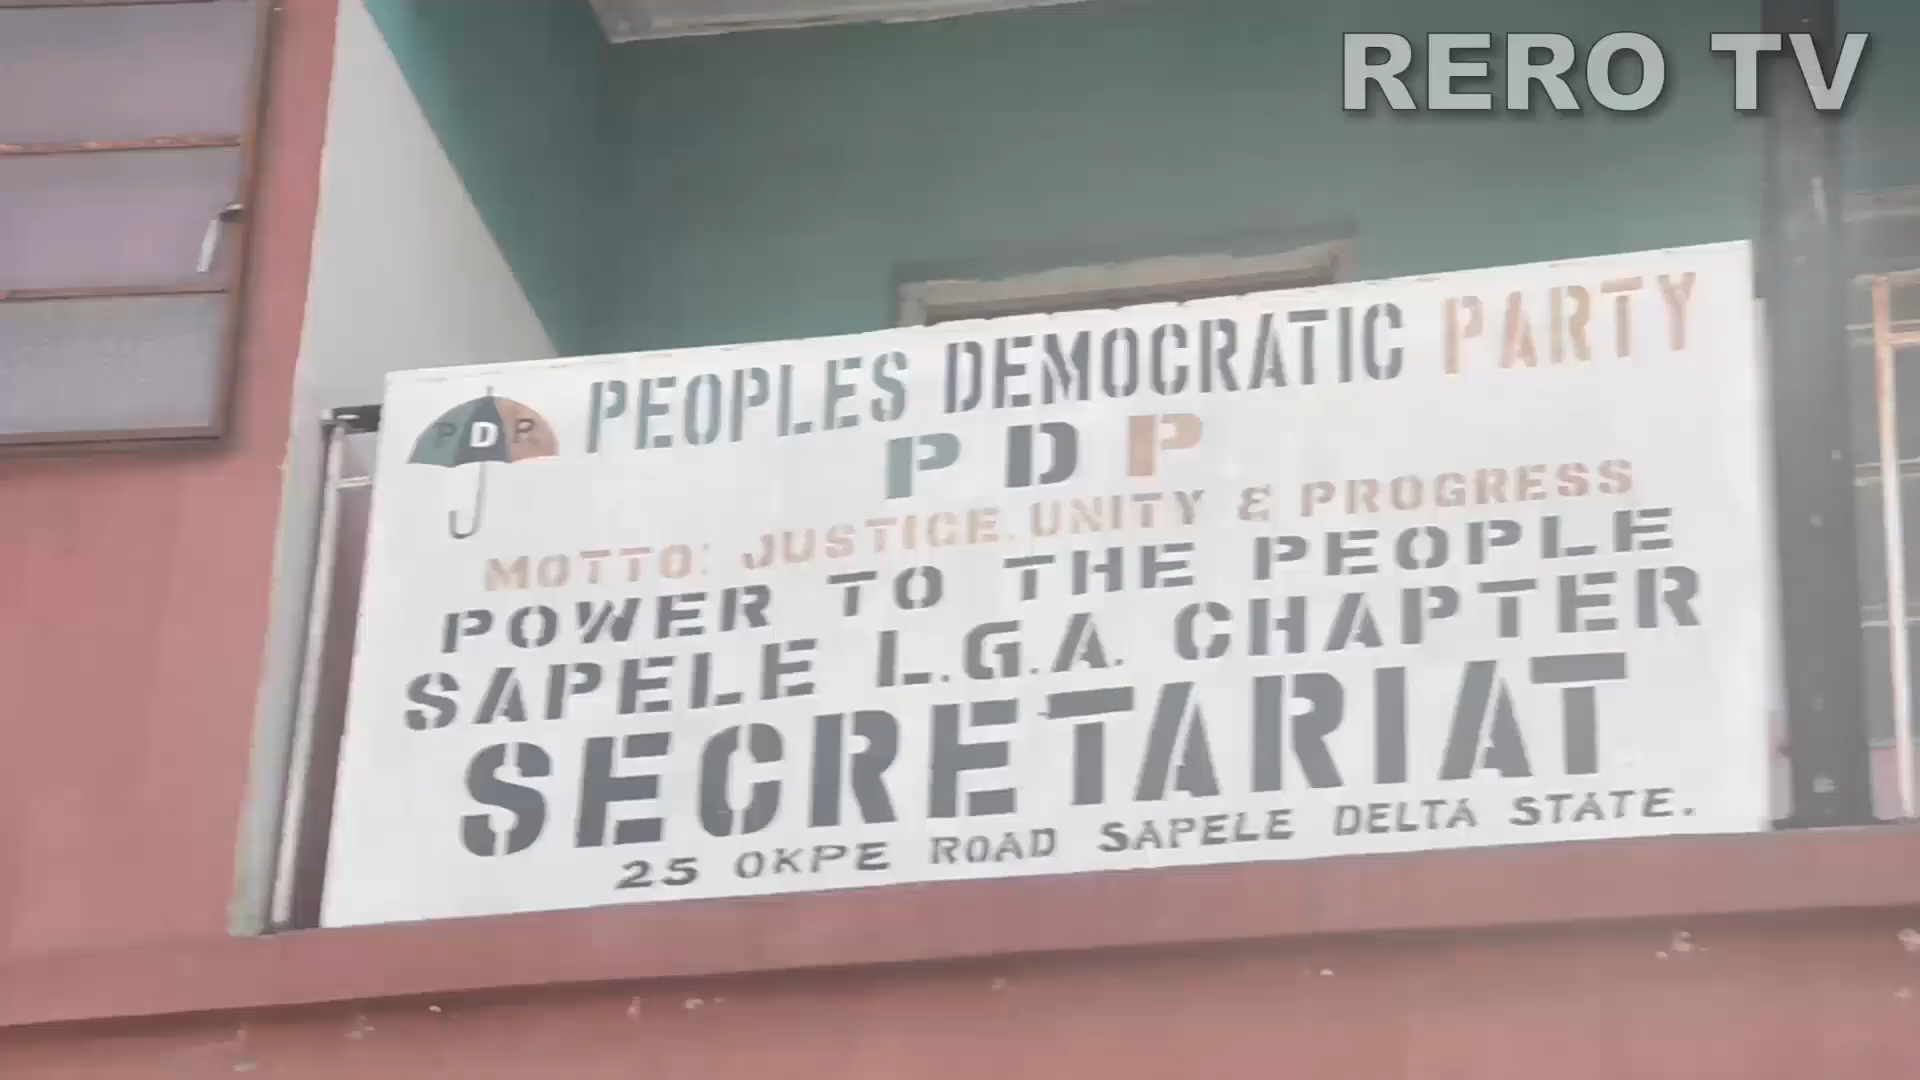 RERO TV
PEOPLES DEMOCRATIC PARTY
PDP
P D P
MOTTO: JUSTICE, UNITY & PROGRESS
POWER TO THE PEOPLE
SAPELE L.G.A. CHAPTER
SECRETARIAT
25 OKPE ROAD SAPELE DELTA STATE.